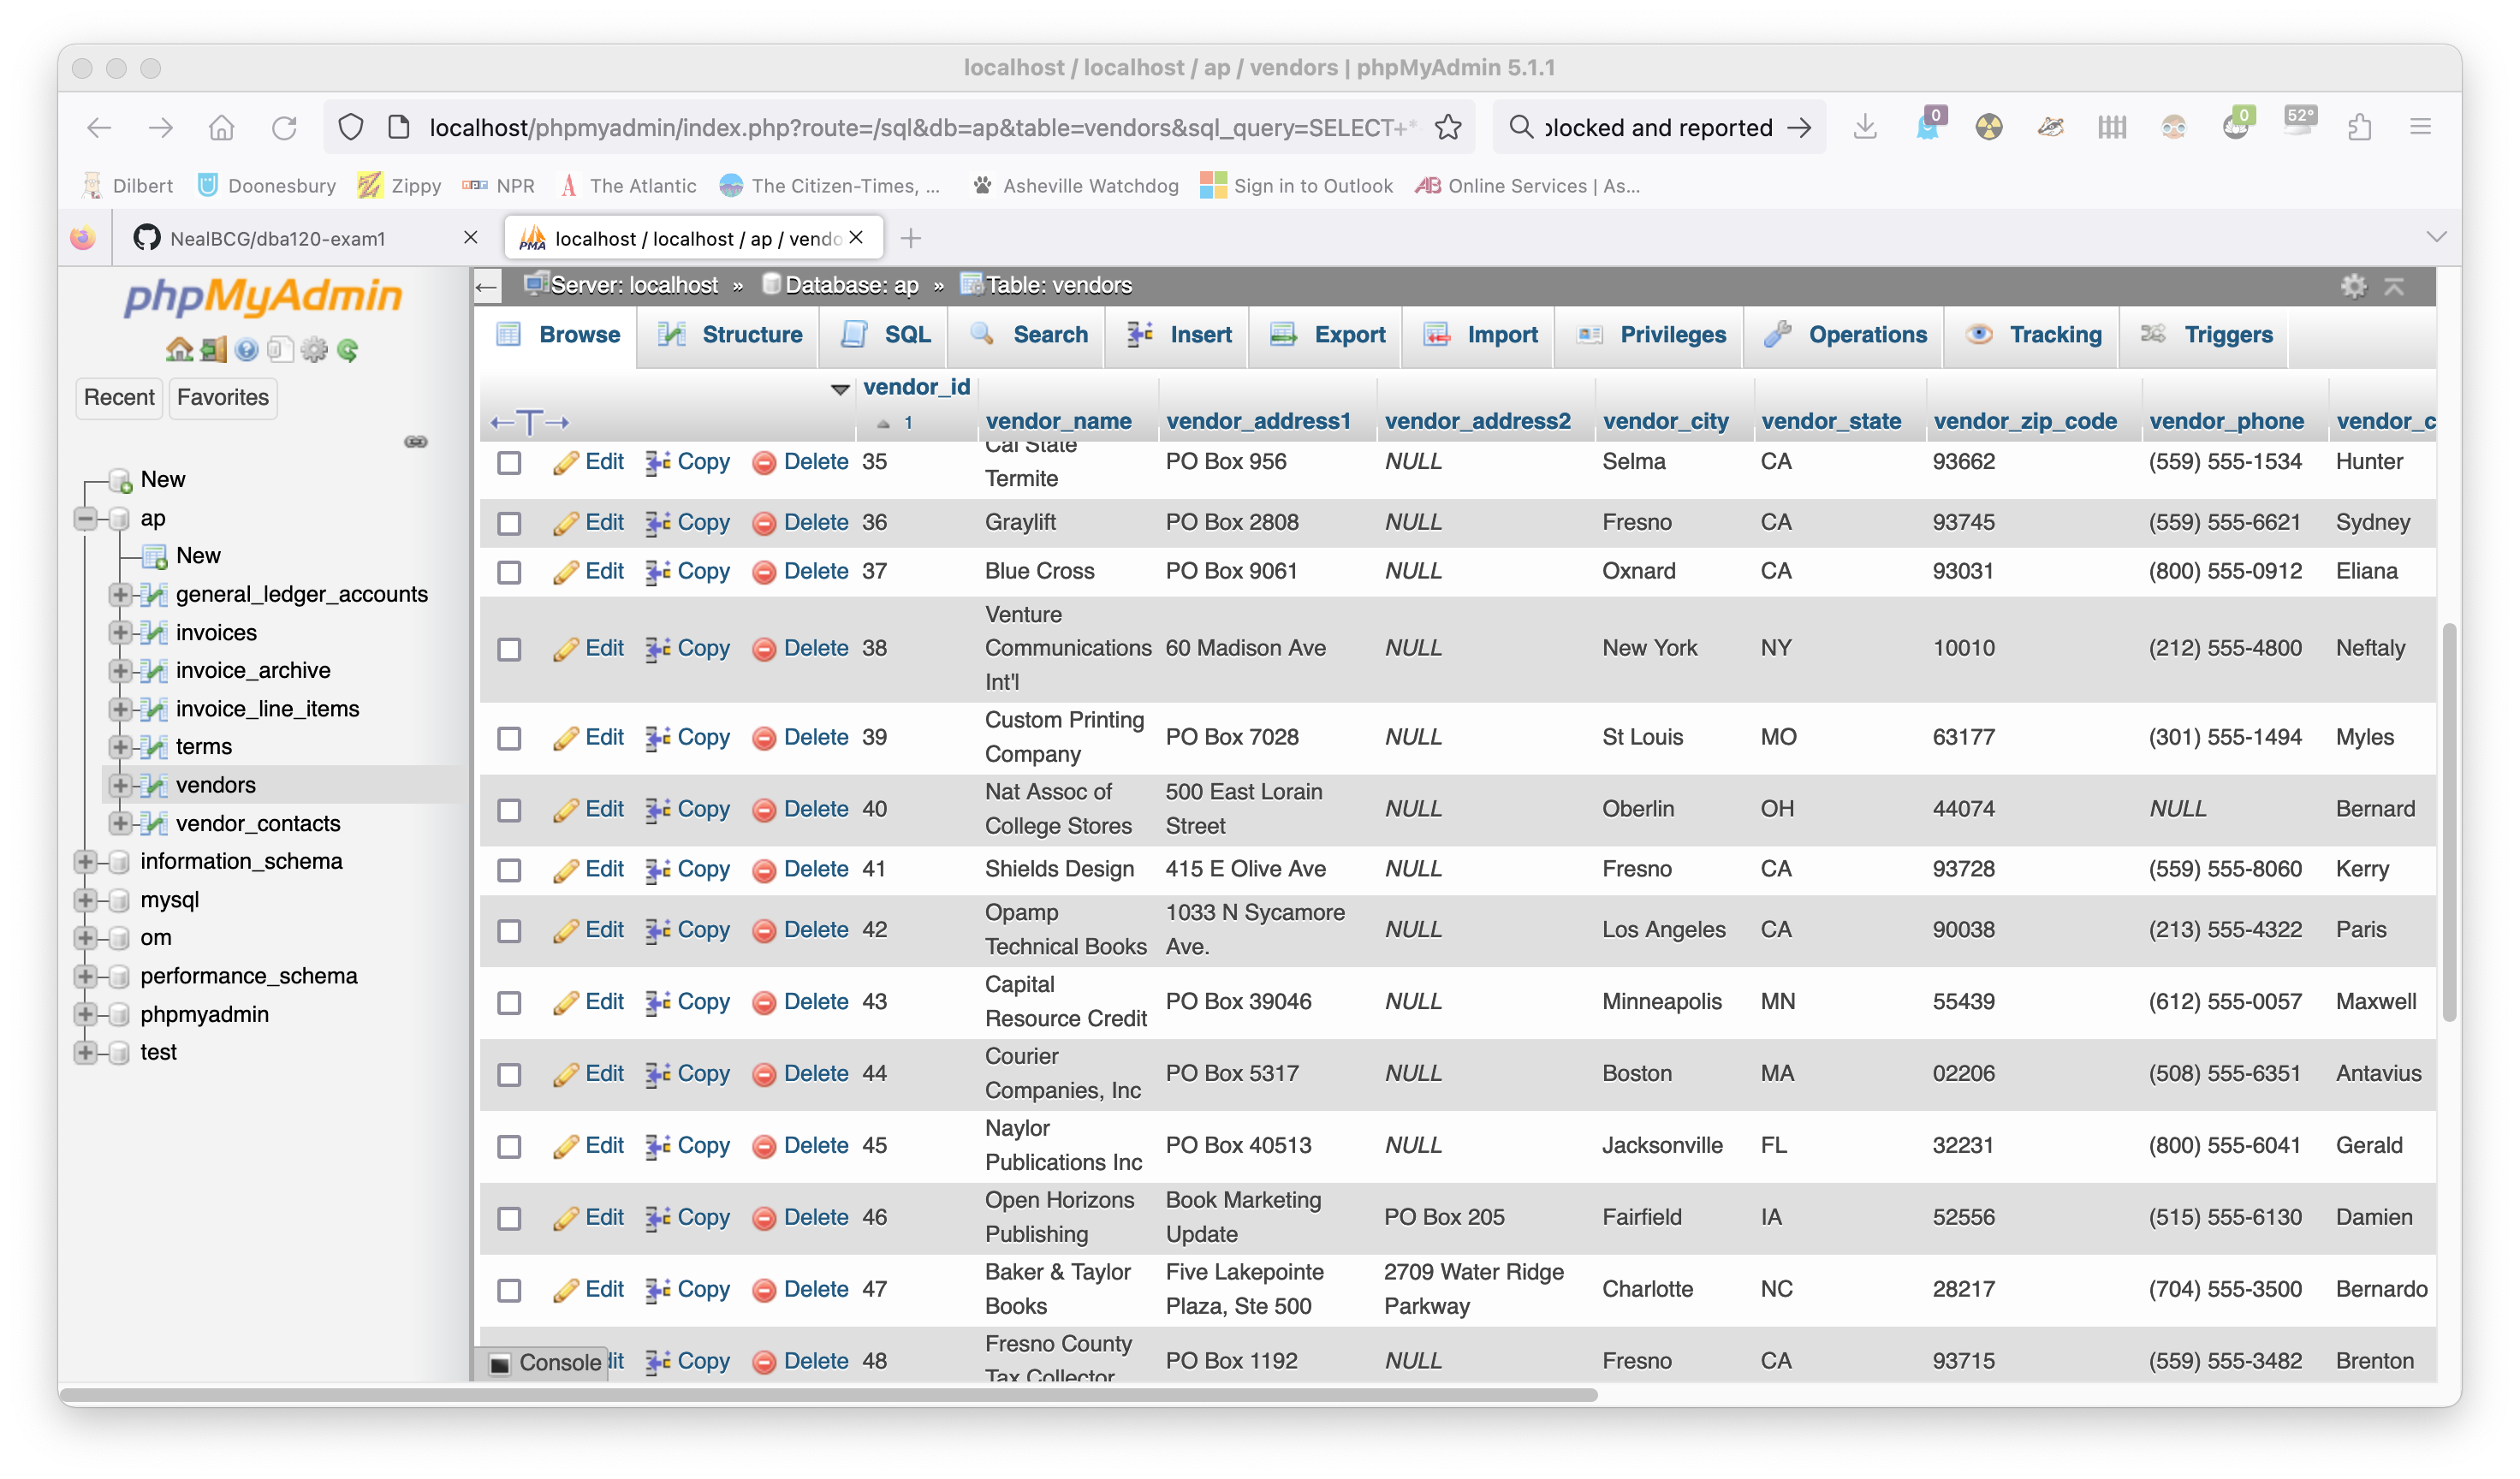 localhost / localhost / ap / vendors | phpMyAdmin 5.1.1
localhost/phpmyadmin/index.php?route=/sql&db=ap&table=vendors&sql_query=SELECT+*
blocked and reported
0
0
52°
Dilbert
Doonesbury
Zippy
npr NPR
The Atlantic
The Citizen-Times, ...
Asheville Watchdog
Sign in to Outlook
AB Online Services | As...
NealBCG/dba120-exam1
PMA localhost / localhost / ap / vendo
phpMyAdmin
Recent
Favorites
New
ap
New
general_ledger_accounts
invoices
invoice_archive
invoice_line_items
terms
vendors
vendor_contacts
information_schema
mysql
om
performance_schema
phpmyadmin
test
Server: localhost » Database: ap » Table: vendors
Browse Structure SQL Search Insert Export Import Privileges Operations Tracking Triggers
vendor_id 1 vendor_name vendor_address1 vendor_address2 vendor_city vendor_state vendor_zip_code vendor_phone vendor_c
Edit Copy Delete 35 Cal State Termite PO Box 956 NULL Selma CA 93662 (559) 555-1534 Hunter
Edit Copy Delete 36 Graylift PO Box 2808 NULL Fresno CA 93745 (559) 555-6621 Sydney
Edit Copy Delete 37 Blue Cross PO Box 9061 NULL Oxnard CA 93031 (800) 555-0912 Eliana
Edit Copy Delete 38 Venture Communications Int'l 60 Madison Ave NULL New York NY 10010 (212) 555-4800 Neftaly
Edit Copy Delete 39 Custom Printing Company PO Box 7028 NULL St Louis MO 63177 (301) 555-1494 Myles
Edit Copy Delete 40 Nat Assoc of College Stores 500 East Lorain Street NULL Oberlin OH 44074 NULL Bernard
Edit Copy Delete 41 Shields Design 415 E Olive Ave NULL Fresno CA 93728 (559) 555-8060 Kerry
Edit Copy Delete 42 Opamp Technical Books 1033 N Sycamore Ave. NULL Los Angeles CA 90038 (213) 555-4322 Paris
Edit Copy Delete 43 Capital Resource Credit PO Box 39046 NULL Minneapolis MN 55439 (612) 555-0057 Maxwell
Edit Copy Delete 44 Courier Companies, Inc PO Box 5317 NULL Boston MA 02206 (508) 555-6351 Antavius
Edit Copy Delete 45 Naylor Publications Inc PO Box 40513 NULL Jacksonville FL 32231 (800) 555-6041 Gerald
Edit Copy Delete 46 Open Horizons Publishing Book Marketing Update PO Box 205 Fairfield IA 52556 (515) 555-6130 Damien
Edit Copy Delete 47 Baker & Taylor Books Five Lakepointe Plaza, Ste 500 2709 Water Ridge Parkway Charlotte NC 28217 (704) 555-3500 Bernardo
Console dit Copy Delete 48 Fresno County Tax Collector PO Box 1192 NULL Fresno CA 93715 (559) 555-3482 Brenton